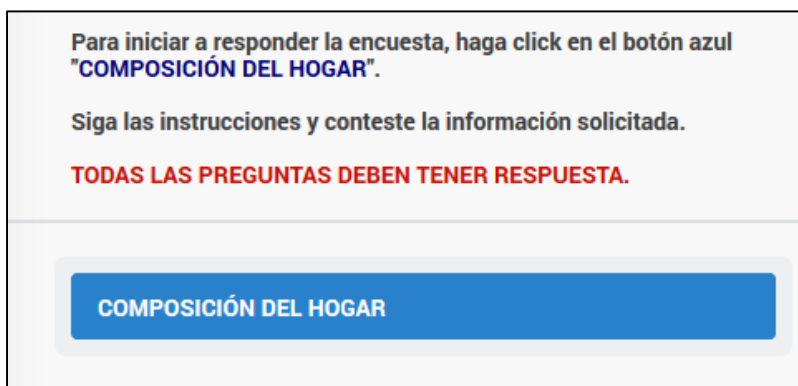 Para iniciar a responder la encuesta, haga click en el botón azul
"COMPOSICIÓN DEL HOGAR".
Siga las instrucciones y conteste la información solicitada.
TODAS LAS PREGUNTAS DEBEN TENER RESPUESTA.
COMPOSICIÓN DEL HOGAR